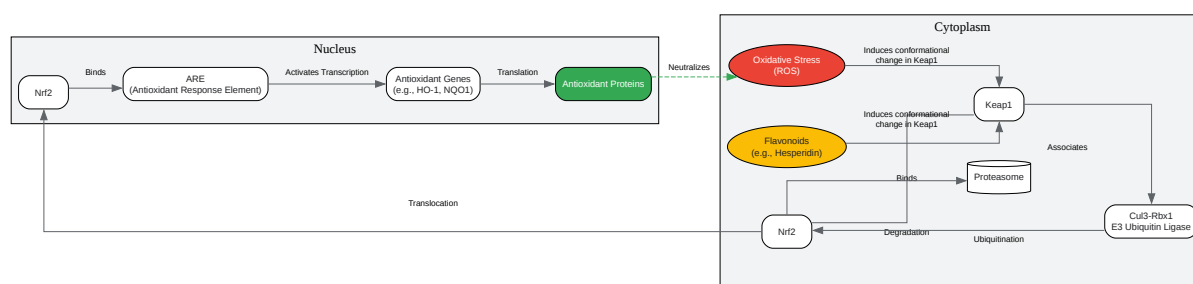 Cytoplasm
Nucleus
Nrf2
Binds
ARE
(Antioxidant Response Element)
Activates Transcription
Antioxidant Genes
(e.g., HO-1, NQO1)
Translation
Antioxidant Proteins
Neutralizes
Oxidative Stress
(ROS)
Induces conformational
change in Keap1
Keap1
Flavonoids
(e.g., Hesperidin)
Induces conformational
change in Keap1
Associates
Binds
Proteasome
Translocation
Nrf2
Degradation
Ubiquitination
Cul3-Rbx1
E3 Ubiquitin Ligase